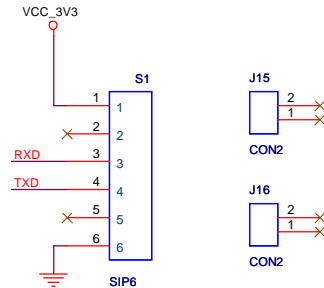 VCC_3V3
S1
J15
1 1
2 2
RXD 3 3
TXD 4 4
5 5
6 6
SIP6
2
1
CON2
J16
2
1
CON2